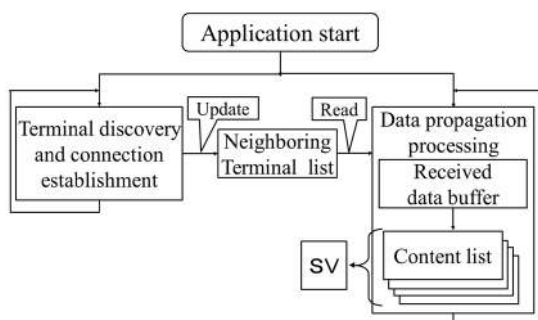 Application start
Update
Read
Terminal discovery
and connection
establishment
Neighboring
Terminal list
Data propagation
processing
Received
data buffer
Content list
SV